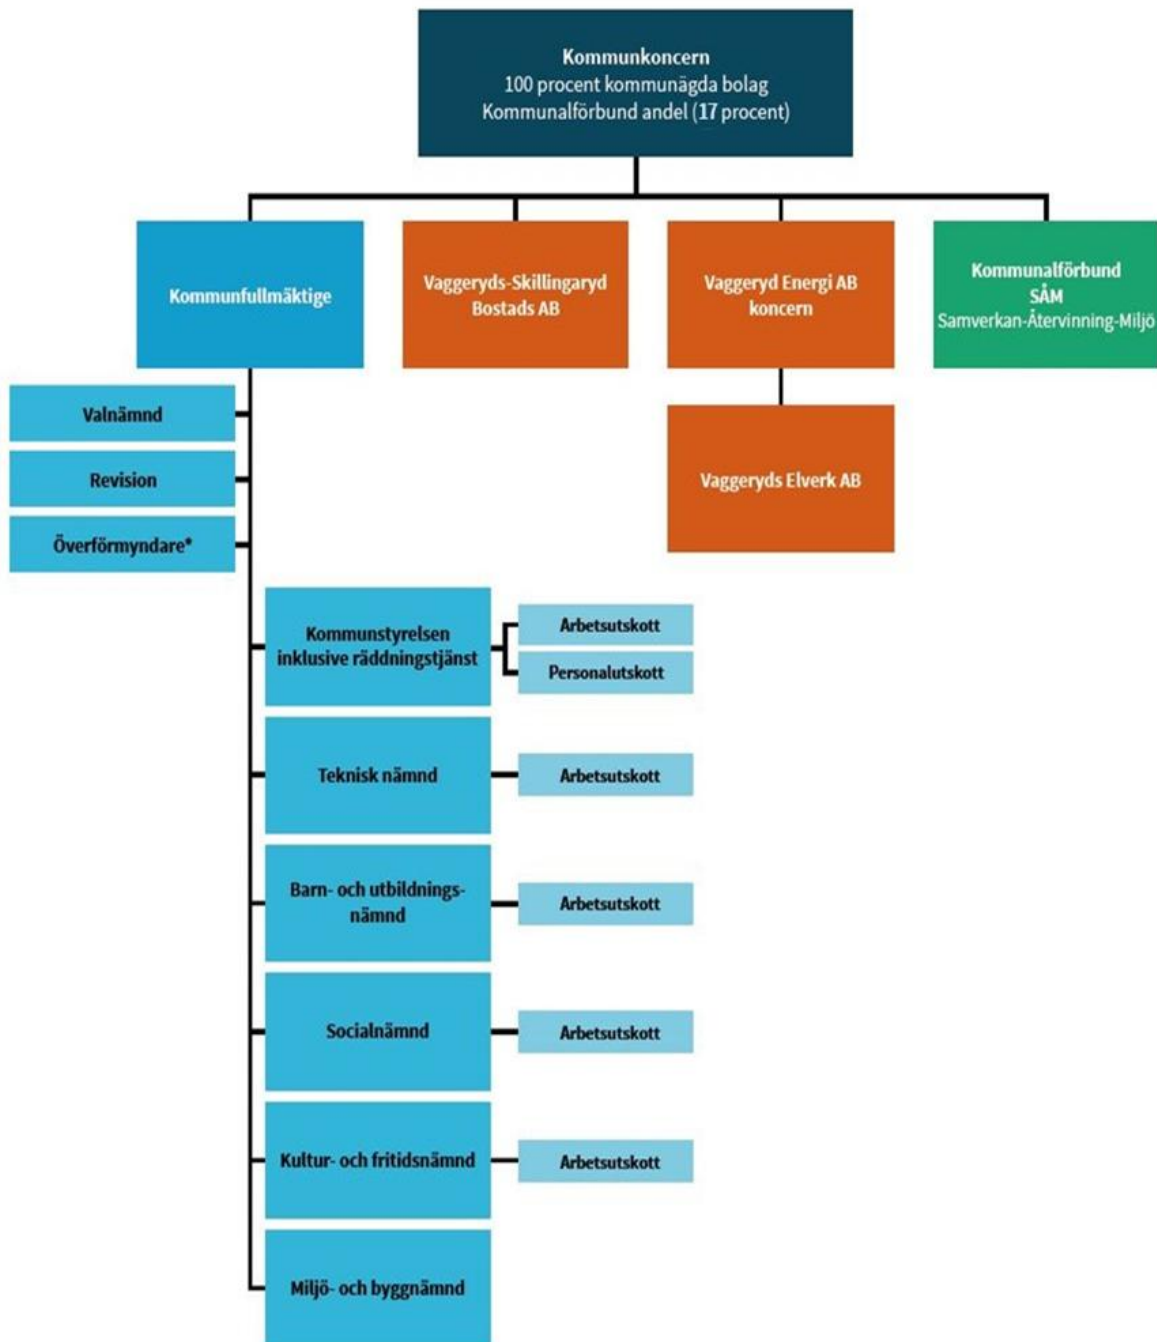 Kommunkoncern
100 procent kommunägda bolag
Kommunalförbund andel (17 procent)
Kommunfullmäktige
Vaggeryds-Skillingaryd
Bostads AB
Vaggeryd Energi AB
koncern
Kommunalförbund
SÅM
Samverkan-Återvinning-Miljö
Valnämnd
Revision
Överförmyndare*
Vaggeryds Elverk AB
Kommunstyrelsen
inklusive räddningstjänst
Arbetsutskott
Personalutskott
Teknisk nämnd
Arbetsutskott
Barn- och utbildnings-
nämnd
Arbetsutskott
Socialnämnd
Arbetsutskott
Kultur- och fritidsnämnd
Arbetsutskott
Miljö- och byggnämnd